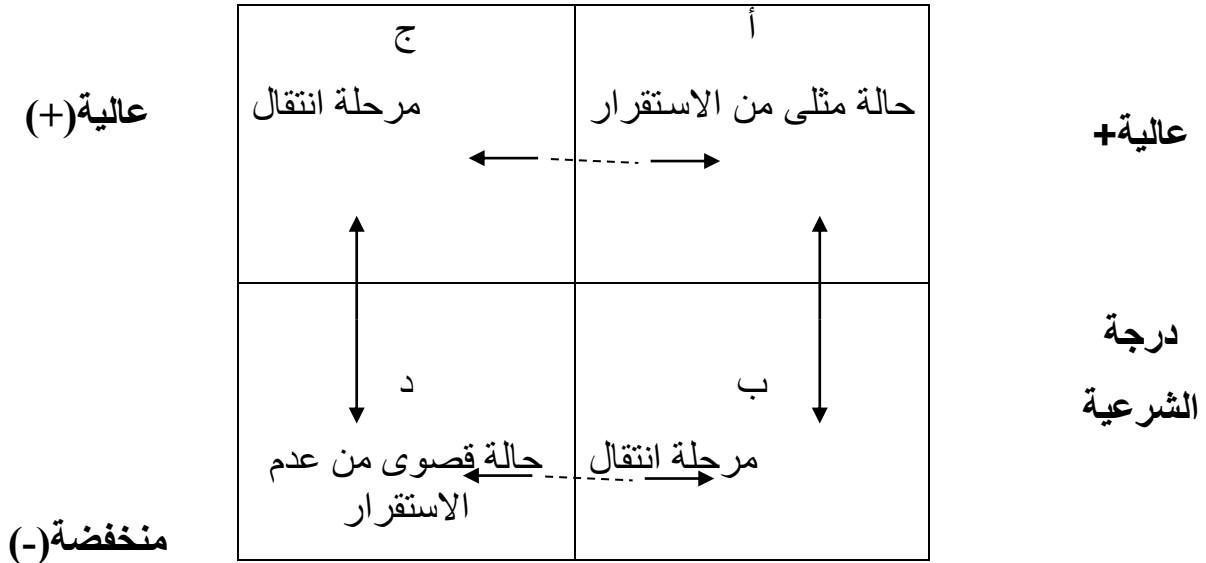 أ
ج
حالة مثلى من الاستقرار
مرحلة انتقال
عالية+
عالية(+)
درجة
الشرعية
ب
د
مرحلة انتقال
حالة قصوى من عدم
الاستقرار
منخفضة(-)